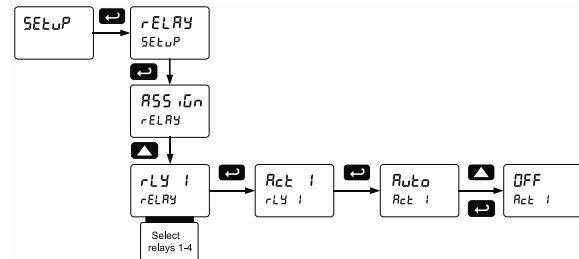 SEtuP
rELAY
SEtuP
ASSiGn
rELAY
rLY 1
rELAY
Act 1
rLY 1
Auto
Act 1
OFF
Act 1
Select
relays 1-4